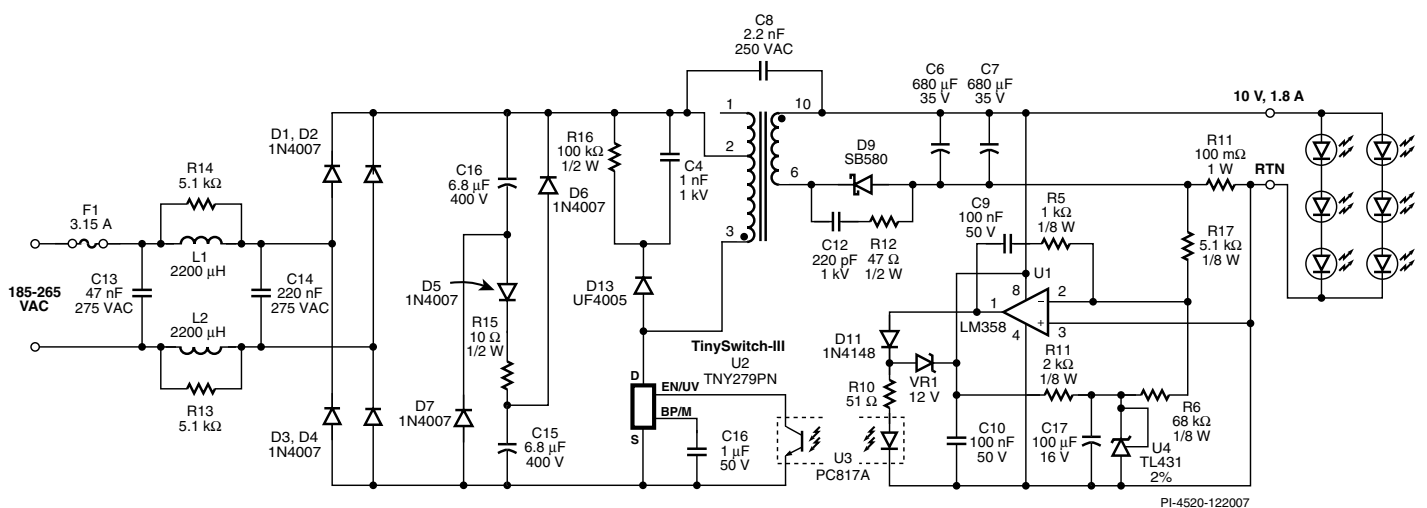 C8
2.2 nF
250 VAC
C6
680 µF
35 V
C7
680 µF
35 V
10 V, 1.8 A
1
10
2
6
3
D1, D2
1N4007
R16
100 kΩ
1/2 W
C4
1 nF
1 kV
C16
6.8 µF
400 V
D6
1N4007
D9
SB580
R11
100 mΩ
1 W
RTN
R14
5.1 kΩ
F1
3.15 A
L1
2200 µH
C9
100 nF
50 V
R5
1 kΩ
1/8 W
R17
5.1 kΩ
1/8 W
C12
220 pF
1 kV
R12
47 Ω
1/2 W
C13
47 nF
275 VAC
C14
220 nF
275 VAC
185-265
VAC
D5
1N4007
D13
UF4005
U1
8
1
2
LM358
4
3
L2
2200 µH
R15
10 Ω
1/2 W
TinySwitch-III
U2
TNY279PN
D11
1N4148
VR1
12 V
R11
2 kΩ
1/8 W
D
EN/UV
BP/M
S
R13
5.1 kΩ
D7
1N4007
R10
51 Ω
R6
68 kΩ
1/8 W
D3, D4
1N4007
C15
6.8 µF
400 V
C16
1 µF
50 V
U3
PC817A
C10
100 nF
50 V
C17
100 µF
16 V
U4
TL431
2%
PI-4520-122007